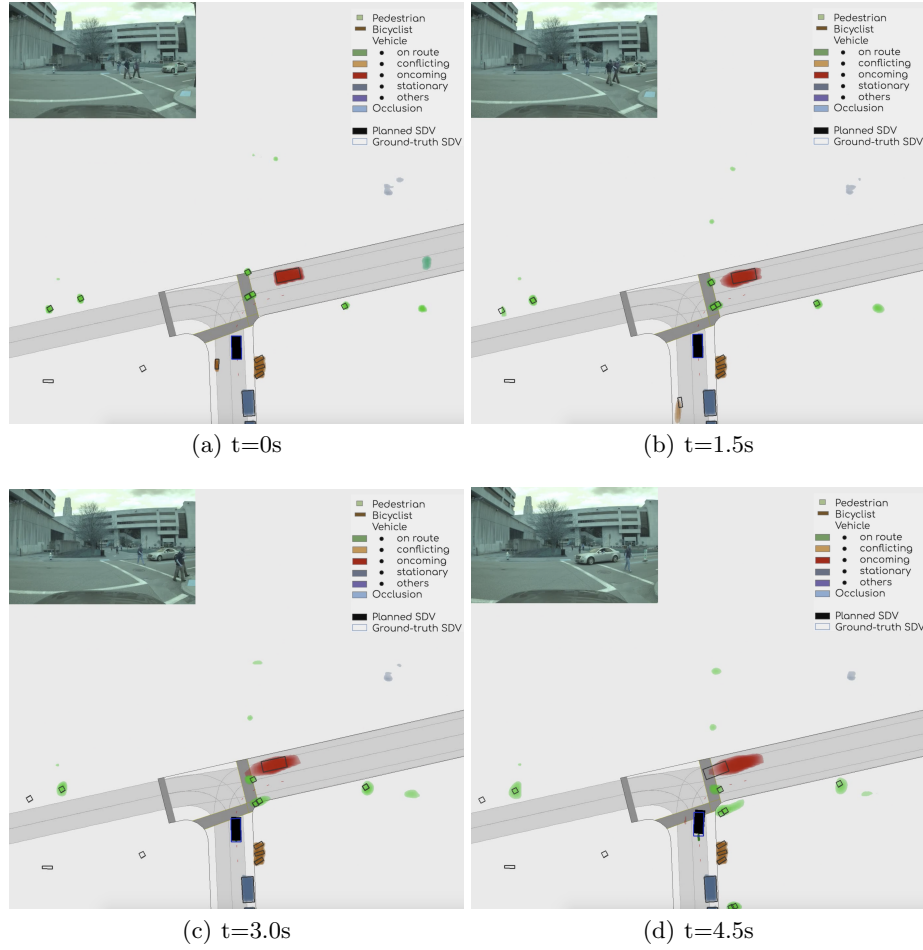 Pedestrian
Bicyclist
Vehicle
• on route
• conflicting
• oncoming
• stationary
• others
Occlusion
Planned SDV
Ground-truth SDV
Pedestrian
Bicyclist
Vehicle
• on route
• conflicting
• oncoming
• stationary
• others
Occlusion
Planned SDV
Ground-truth SDV
(a) t=0s
(b) t=1.5s
Pedestrian
Bicyclist
Vehicle
• on route
• conflicting
• oncoming
• stationary
• others
Occlusion
Planned SDV
Ground-truth SDV
Pedestrian
Bicyclist
Vehicle
• on route
• conflicting
• oncoming
• stationary
• others
Occlusion
Planned SDV
Ground-truth SDV
(c) t=3.0s
(d) t=4.5s